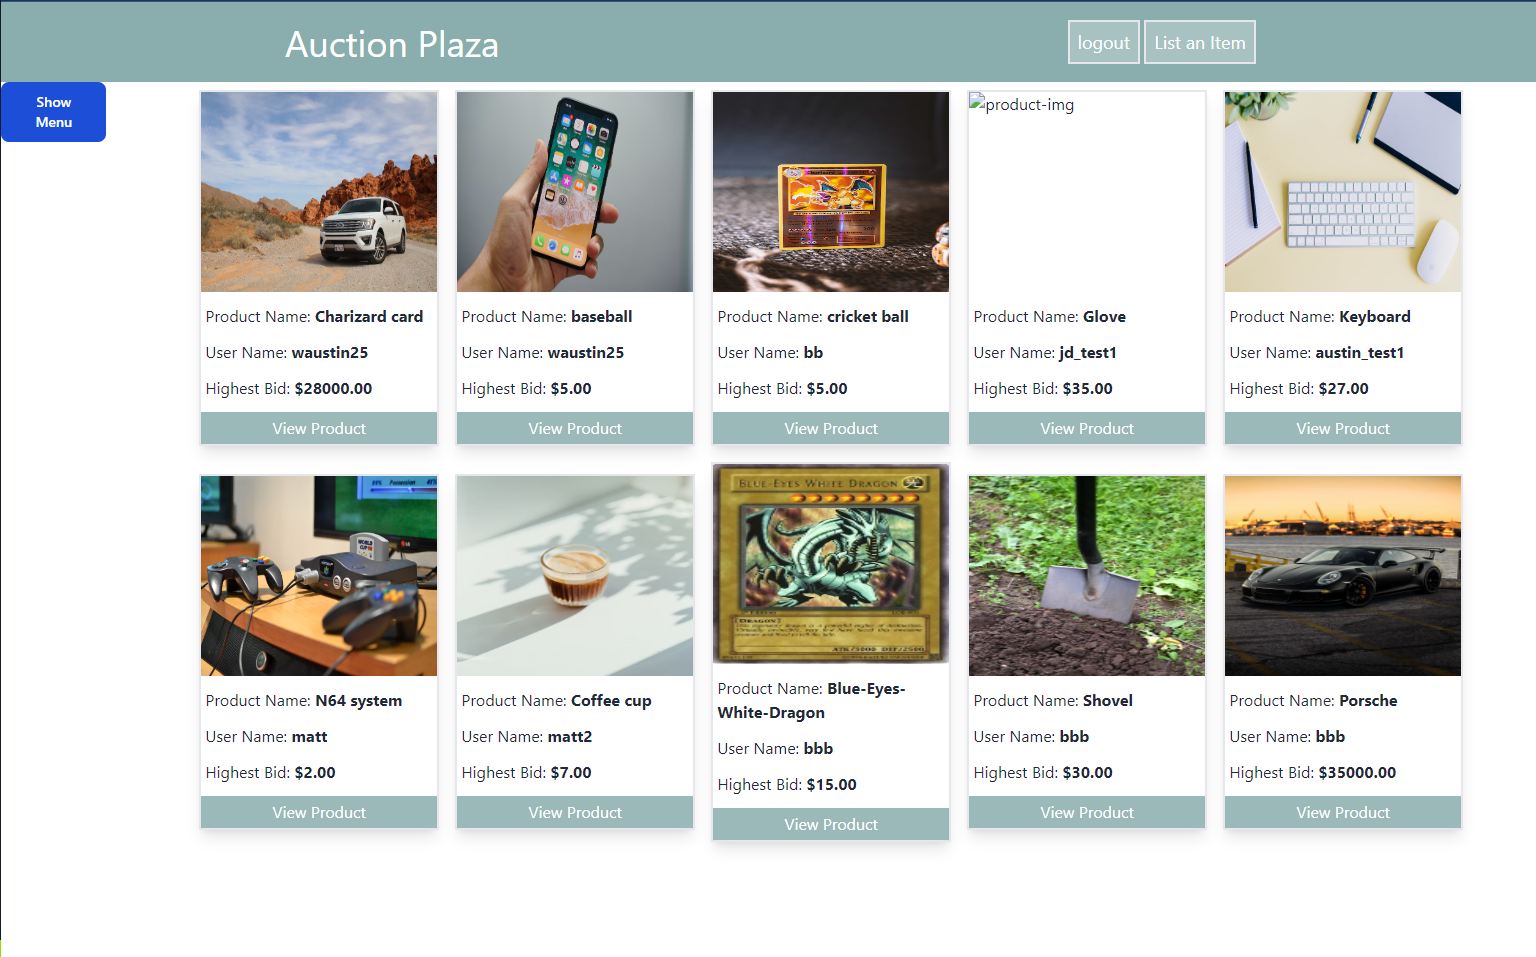 Auction Plaza
logout
List an Item
Show
Menu
product-img
Product Name: Charizard card
User Name: waustin25
Highest Bid: $28000.00
View Product
Product Name: baseball
User Name: waustin25
Highest Bid: $5.00
View Product
Product Name: cricket ball
User Name: bb
Highest Bid: $5.00
View Product
Product Name: Glove
User Name: jd_test1
Highest Bid: $35.00
View Product
Product Name: Keyboard
User Name: austin_test1
Highest Bid: $27.00
View Product
WORLD
CUP
Product Name: N64 system
User Name: matt
Highest Bid: $2.00
View Product
Product Name: Coffee cup
User Name: matt2
Highest Bid: $7.00
View Product
BLUE-EYES WHITE DRAGON
[DRAGON]
ATK/3000 DEF/2500
Product Name: Blue-Eyes-
White-Dragon
User Name: bbb
Highest Bid: $15.00
View Product
Product Name: Shovel
User Name: bbb
Highest Bid: $30.00
View Product
Product Name: Porsche
User Name: bbb
Highest Bid: $35000.00
View Product